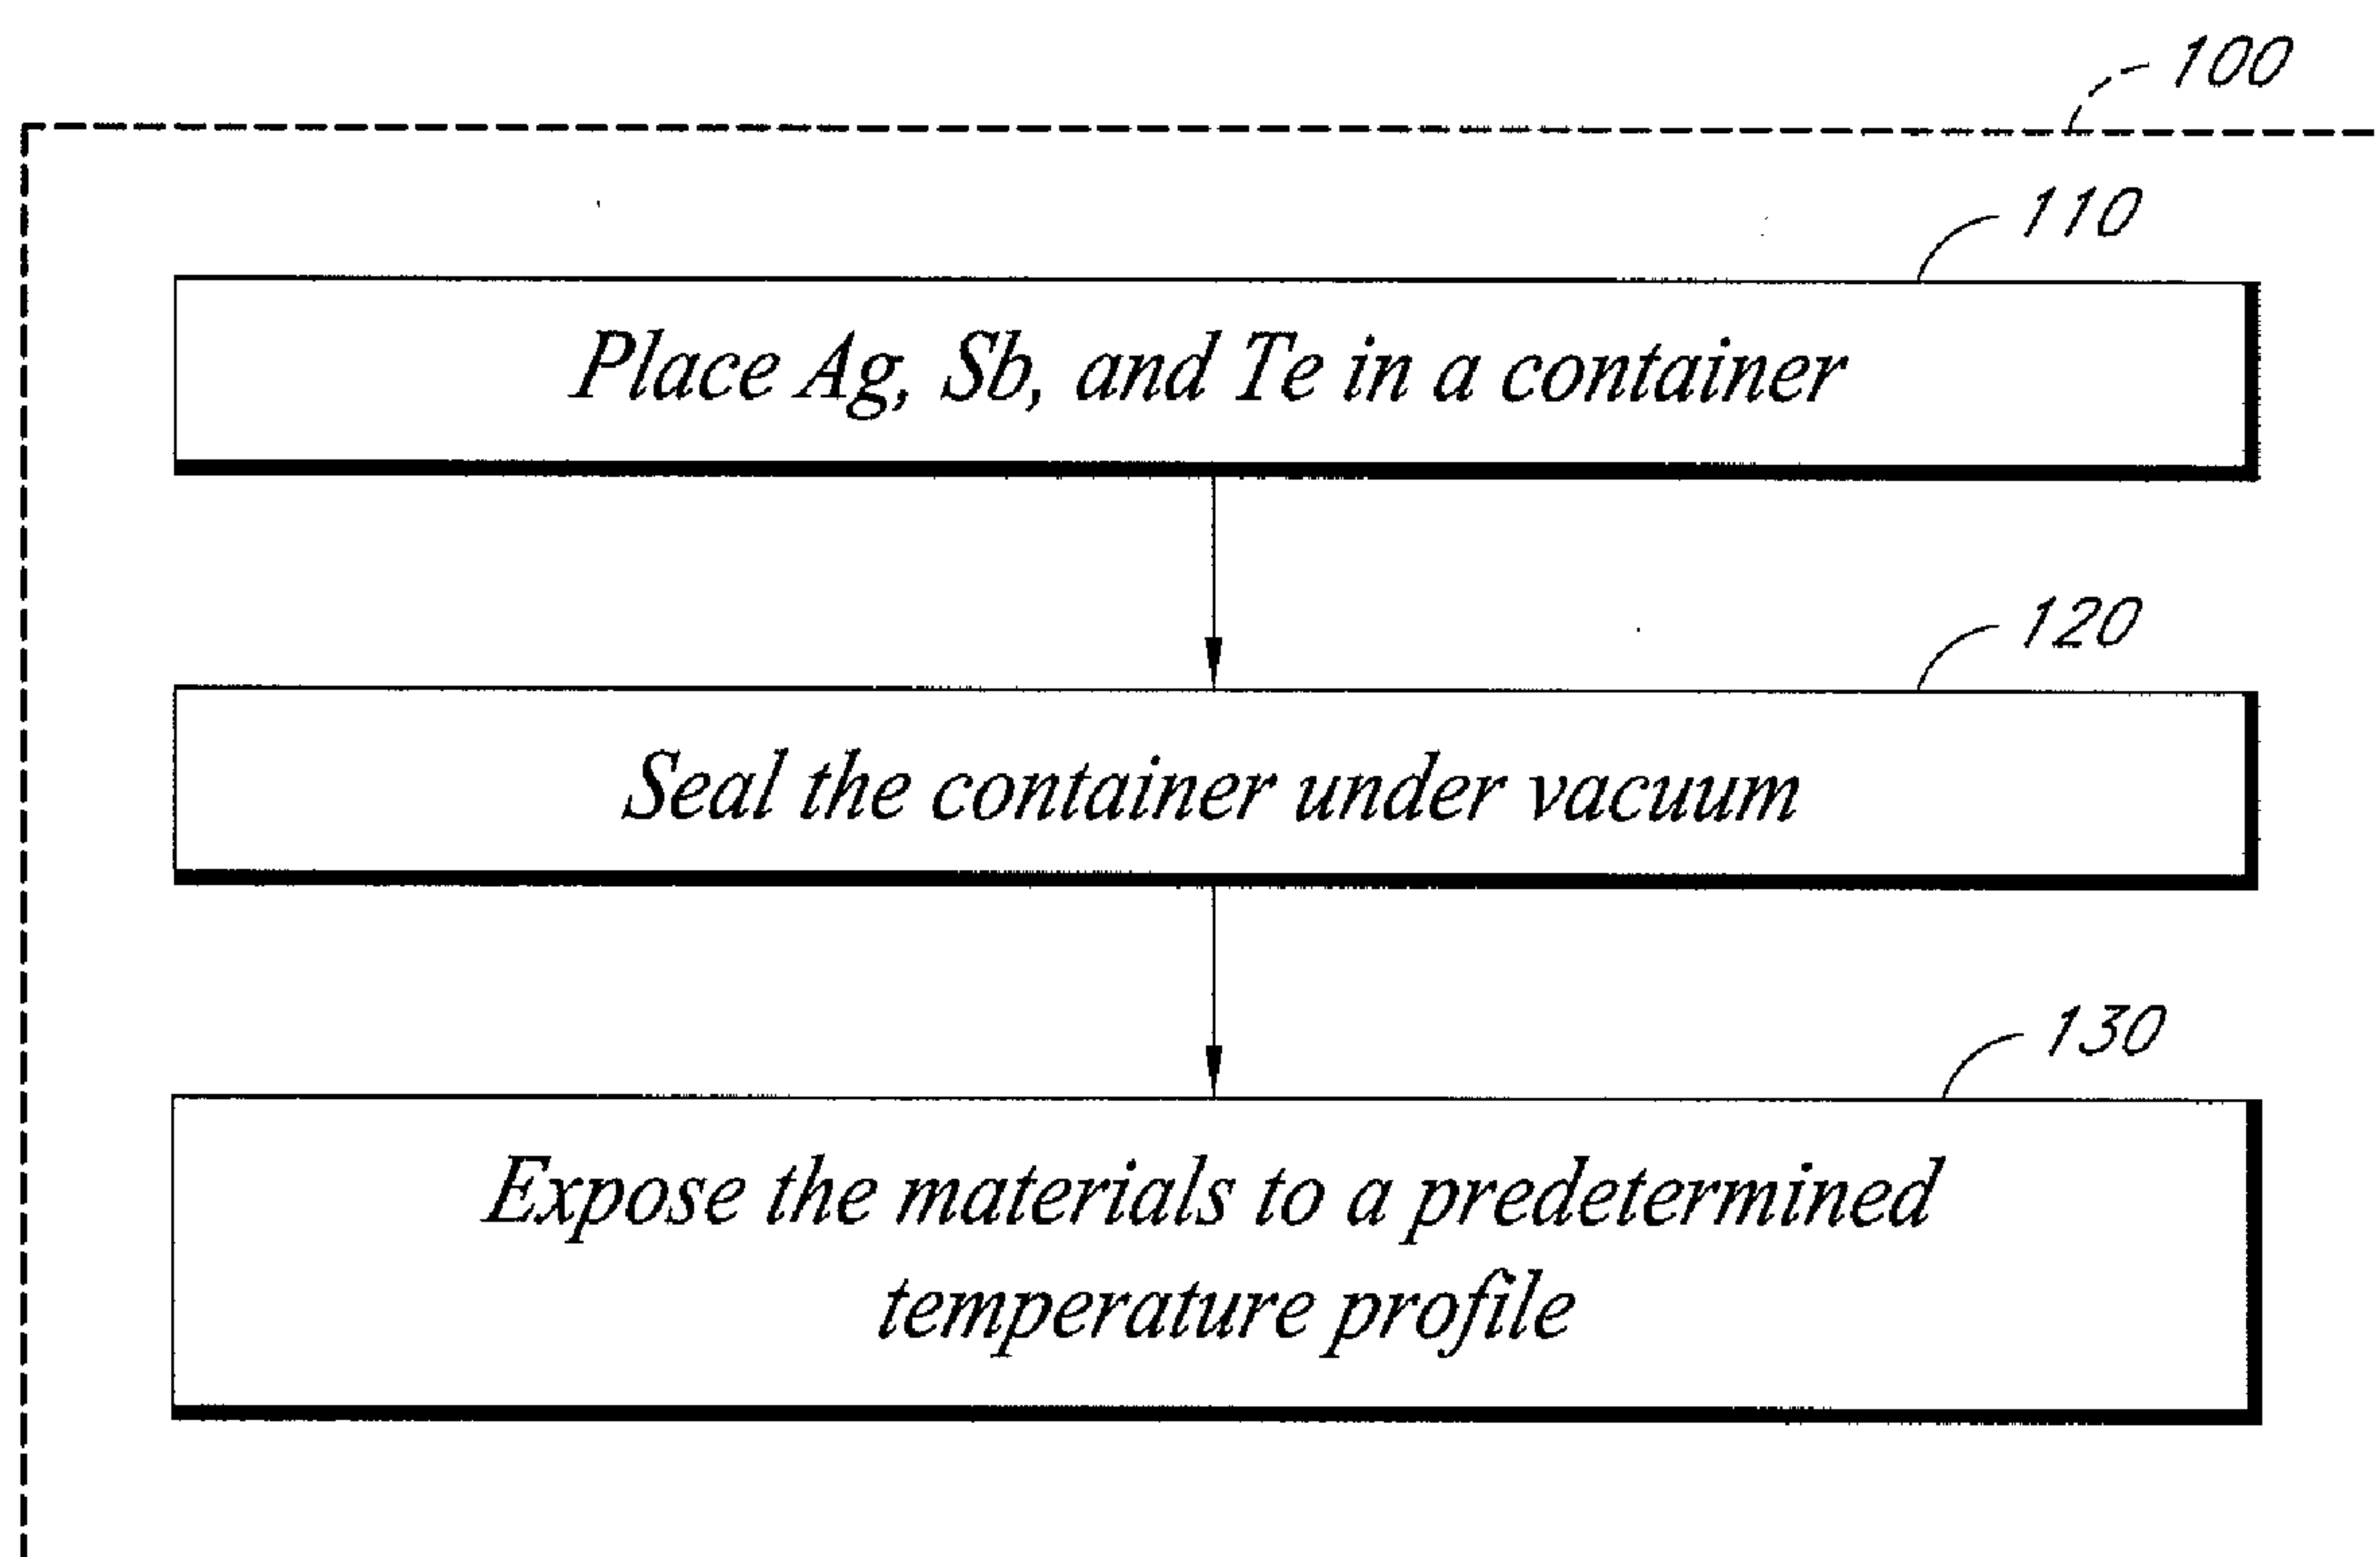 100
110
Place Ag, Sb, and Te in a container
120
Seal the container under vacuum
130
Expose the materials to a predetermined
temperature profile